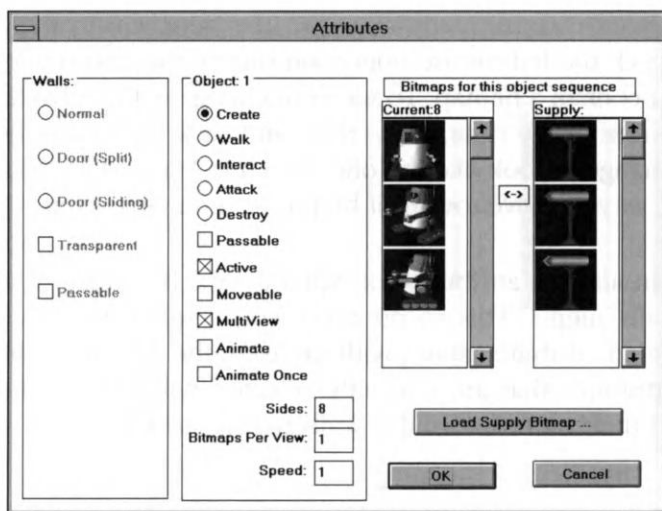 Attributes
Walls:
Normal
Door (Split)
Door (Sliding)
Transparent
Passable
Object: 1
Create
Walk
Interact
Attack
Destroy
Passable
Active
Moveable
MultiView
Animate
Animate Once
Sides: 8
Bitmaps Per View: 1
Speed: 1
Bitmaps for this object sequence
Current:8
Supply:
<->
Load Supply Bitmap ...
OK
Cancel